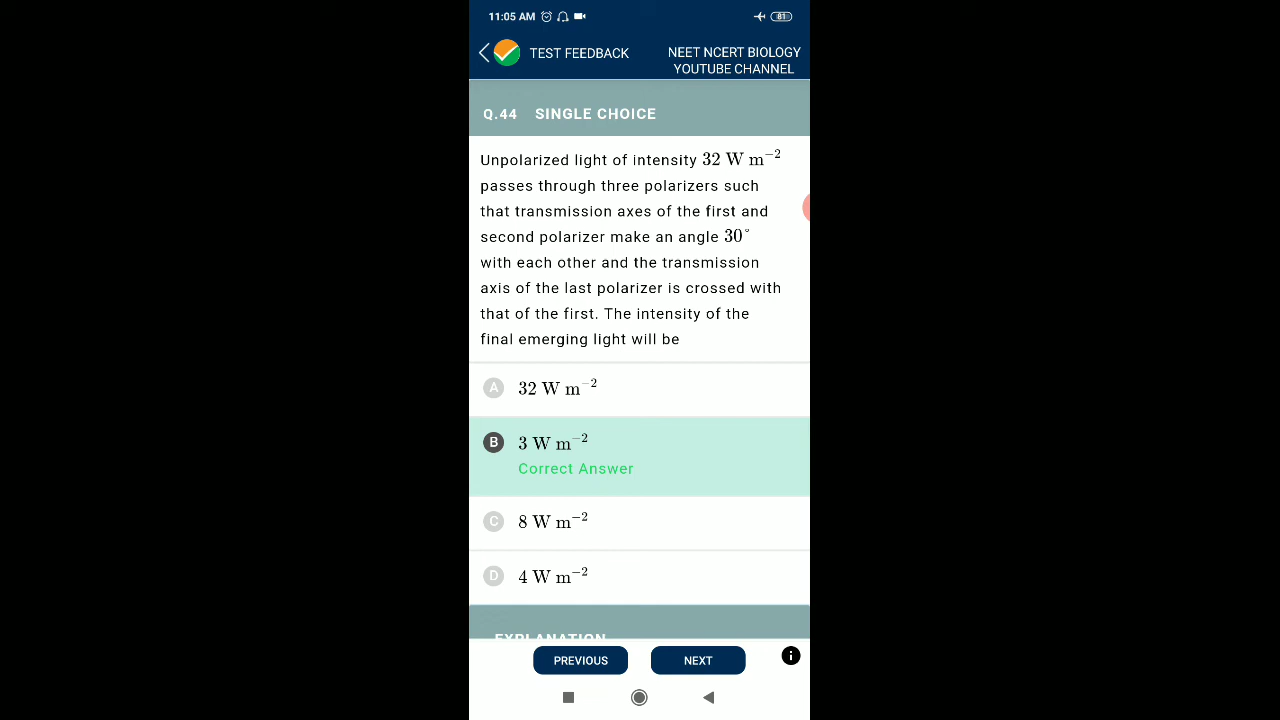 11:05 AM 81
TEST FEEDBACK
NEET NCERT BIOLOGY
YOUTUBE CHANNEL
Q.44 SINGLE CHOICE
Unpolarized light of intensity 32 W m⁻²
passes through three polarizers such
that transmission axes of the first and
second polarizer make an angle 30°
with each other and the transmission
axis of the last polarizer is crossed with
that of the first. The intensity of the
final emerging light will be
A 32 W m⁻²
B 3 W m⁻²
Correct Answer
C 8 W m⁻²
D 4 W m⁻²
EXPLANATION
PREVIOUS NEXT